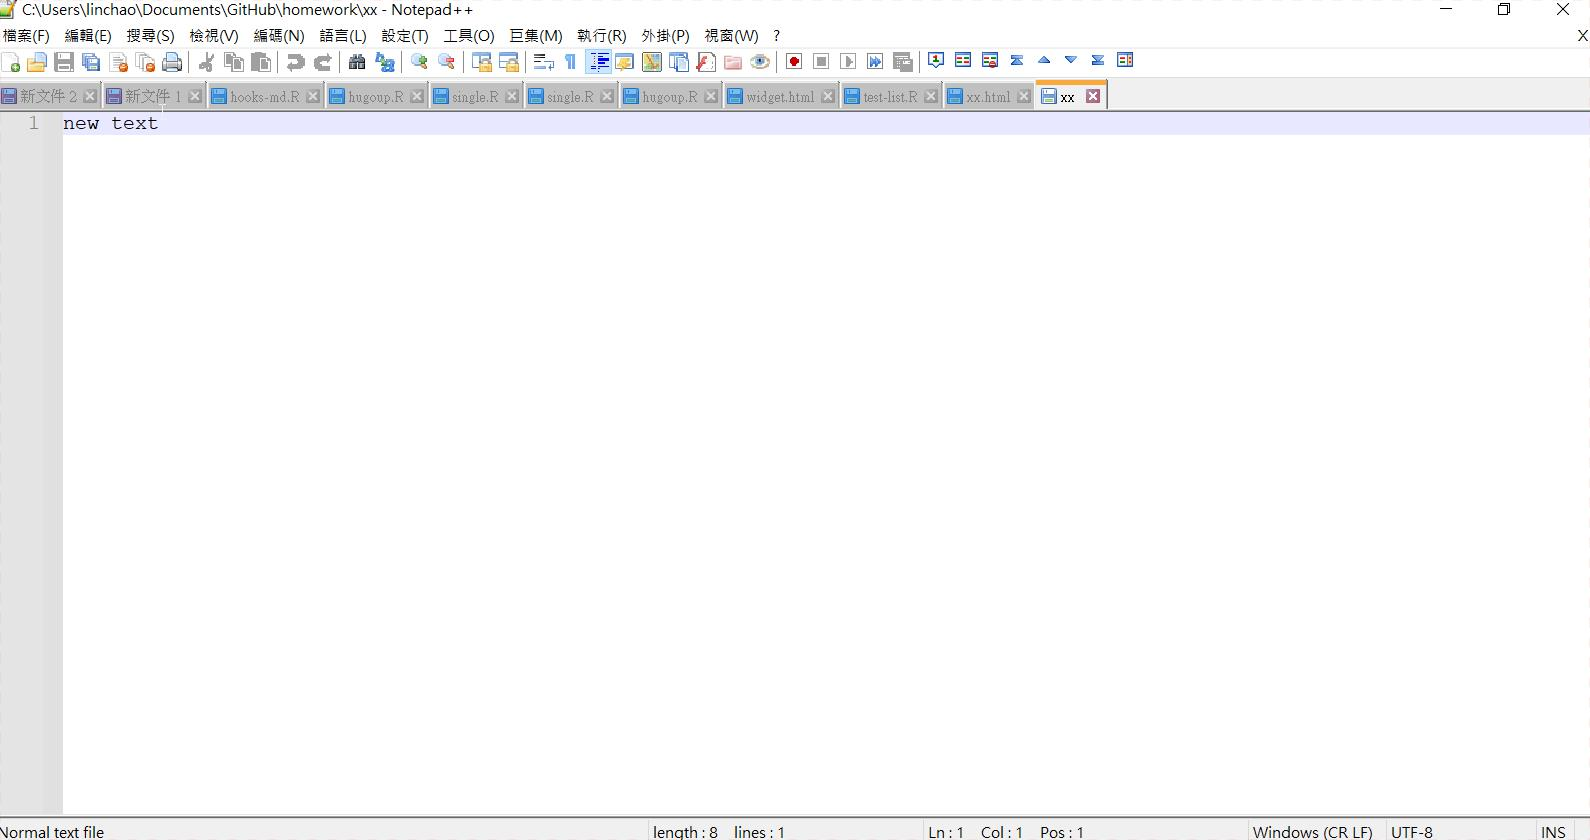 C:\Users\linchao\Documents\GitHub\homework\xx - Notepad++
檔案(F) 編輯(E) 搜尋(S) 檢視(V) 編碼(N) 語言(L) 設定(T) 工具(O) 巨集(M) 執行(R) 外掛(P) 視窗(W) ? X
新文件 2 新文件 1 hooks-md.R hugoup.R single.R single.R hugoup.R widget.html test-list.R xx.html xx
1 new text
Normal text file length : 8 lines : 1 Ln : 1 Col : 1 Pos : 1 Windows (CR LF) UTF-8 INS